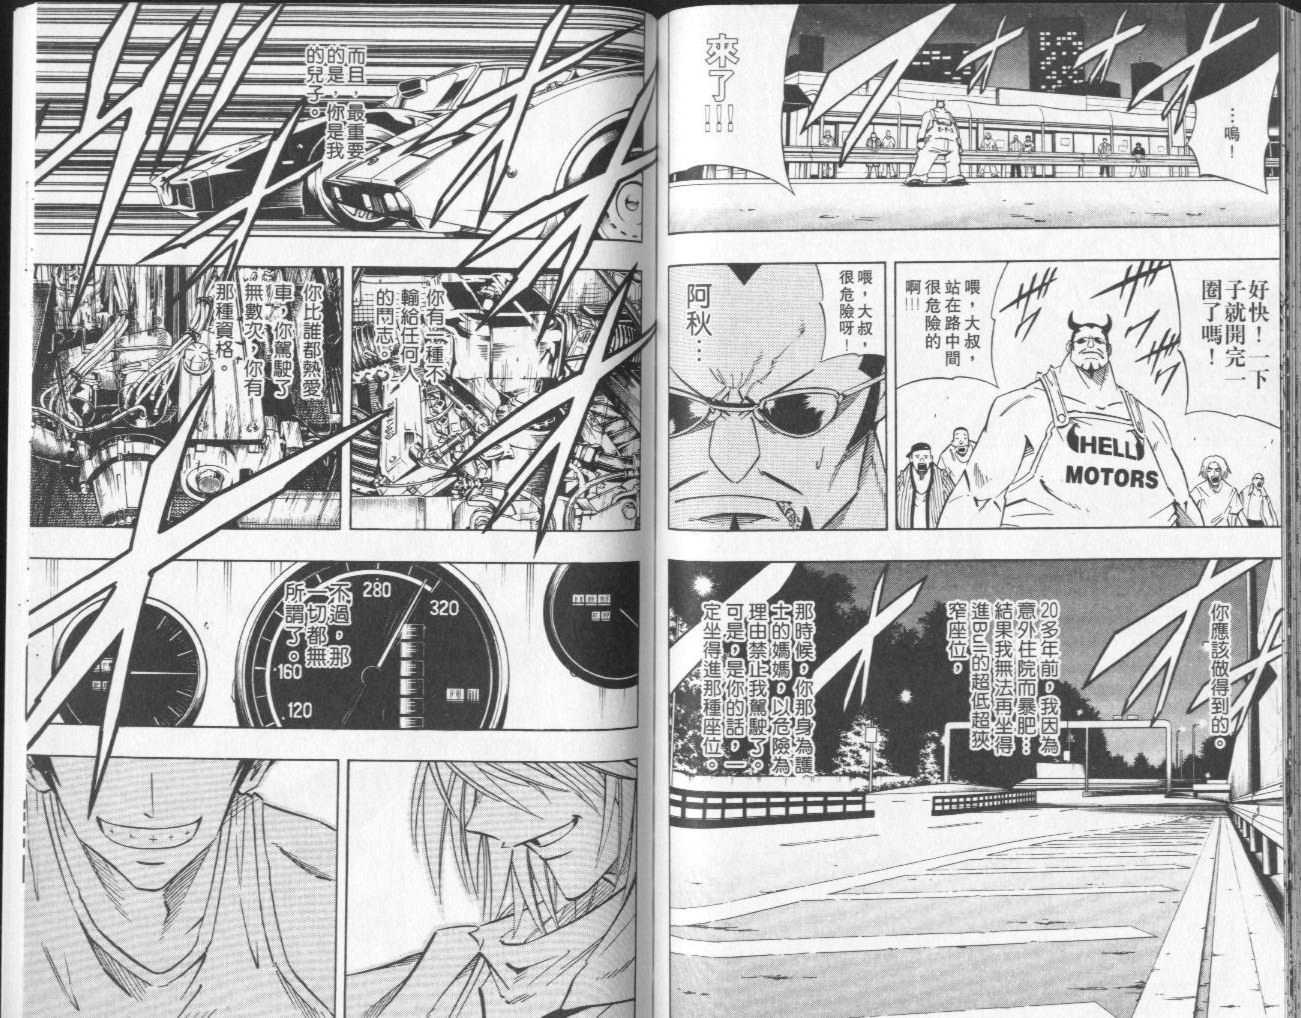 …嗚！
來了!!!
好快！一下
子就開完一
圈了嗎！
喂，大叔，
站在路中間
很危險的
啊!!!
HELL
MOTORS
喂，大叔，
很危險呀！
阿秋…
你應該做得到的。
20多年前，我因為
意外住院而暴肥…
結果我無法再坐得
進Bull的超低超狹
窄座位，
那時候，你那身為護
士的媽媽，以危險為
理由禁止我駕駛了。
可是，是你的話，一
定坐得進那種座位。
而且，最重要
的是，你是我
的兒子。
你有一種不
輸給任何人
的鬥志。
你比誰都熱愛
車，你駕駛了
無數次，你有
那種資格。
不過，那
一切都無
所謂了。
280
320
160
120